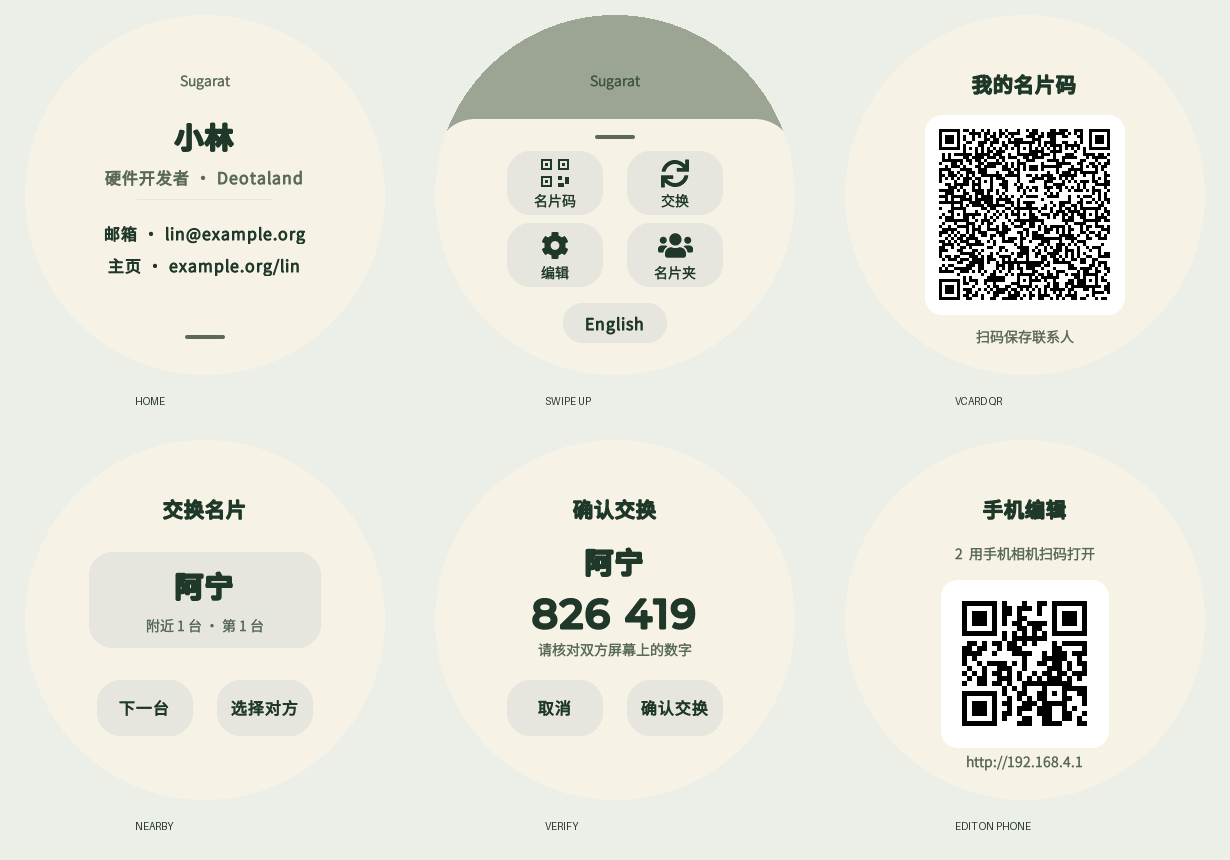 Sugarat
小林
硬件开发者 · Deotaland
邮箱 · lin@example.org
主页 · example.org/lin
HOME
Sugarat
名片码
交换
编辑
名片夹
English
SWIPE UP
我的名片码
扫码保存联系人
VCARD QR
交换名片
阿宁
附近 1 台 · 第 1 台
下一台
选择对方
NEARBY
确认交换
阿宁
826 419
请核对双方屏幕上的数字
取消
确认交换
VERIFY
手机编辑
2 用手机相机扫码打开
http://192.168.4.1
EDIT ON PHONE